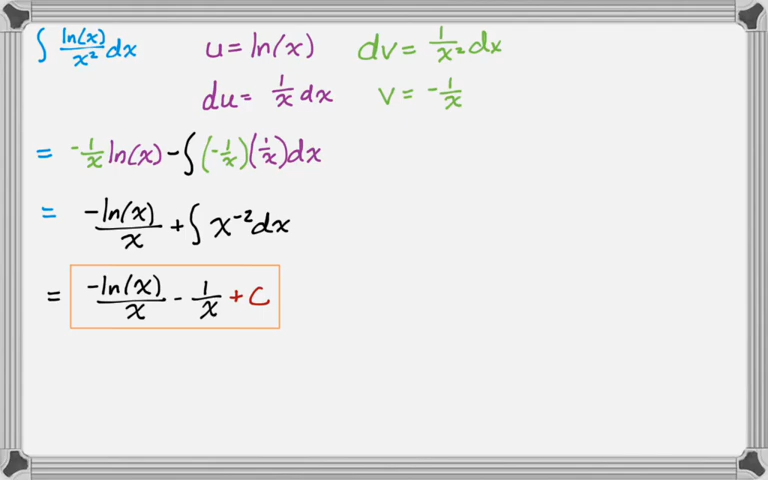 ∫ ln(x)/x² dx   u = ln(x)   dv = 1/x² dx
du = 1/x dx   v = -1/x
= -1/x ln(x) - ∫ (-1/x)(1/x) dx
= -ln(x)/x + ∫ x⁻² dx
= -ln(x)/x - 1/x + C